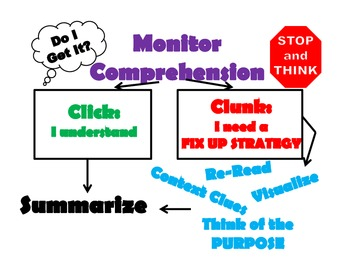 Do I
Get It?
Monitor
Comprehension
STOP
and
THINK
Click:
I understand
Clunk:
I need a
FIX UP STRATEGY
Re-Read
Context Clues
Visualize
Summarize
Think of the
PURPOSE